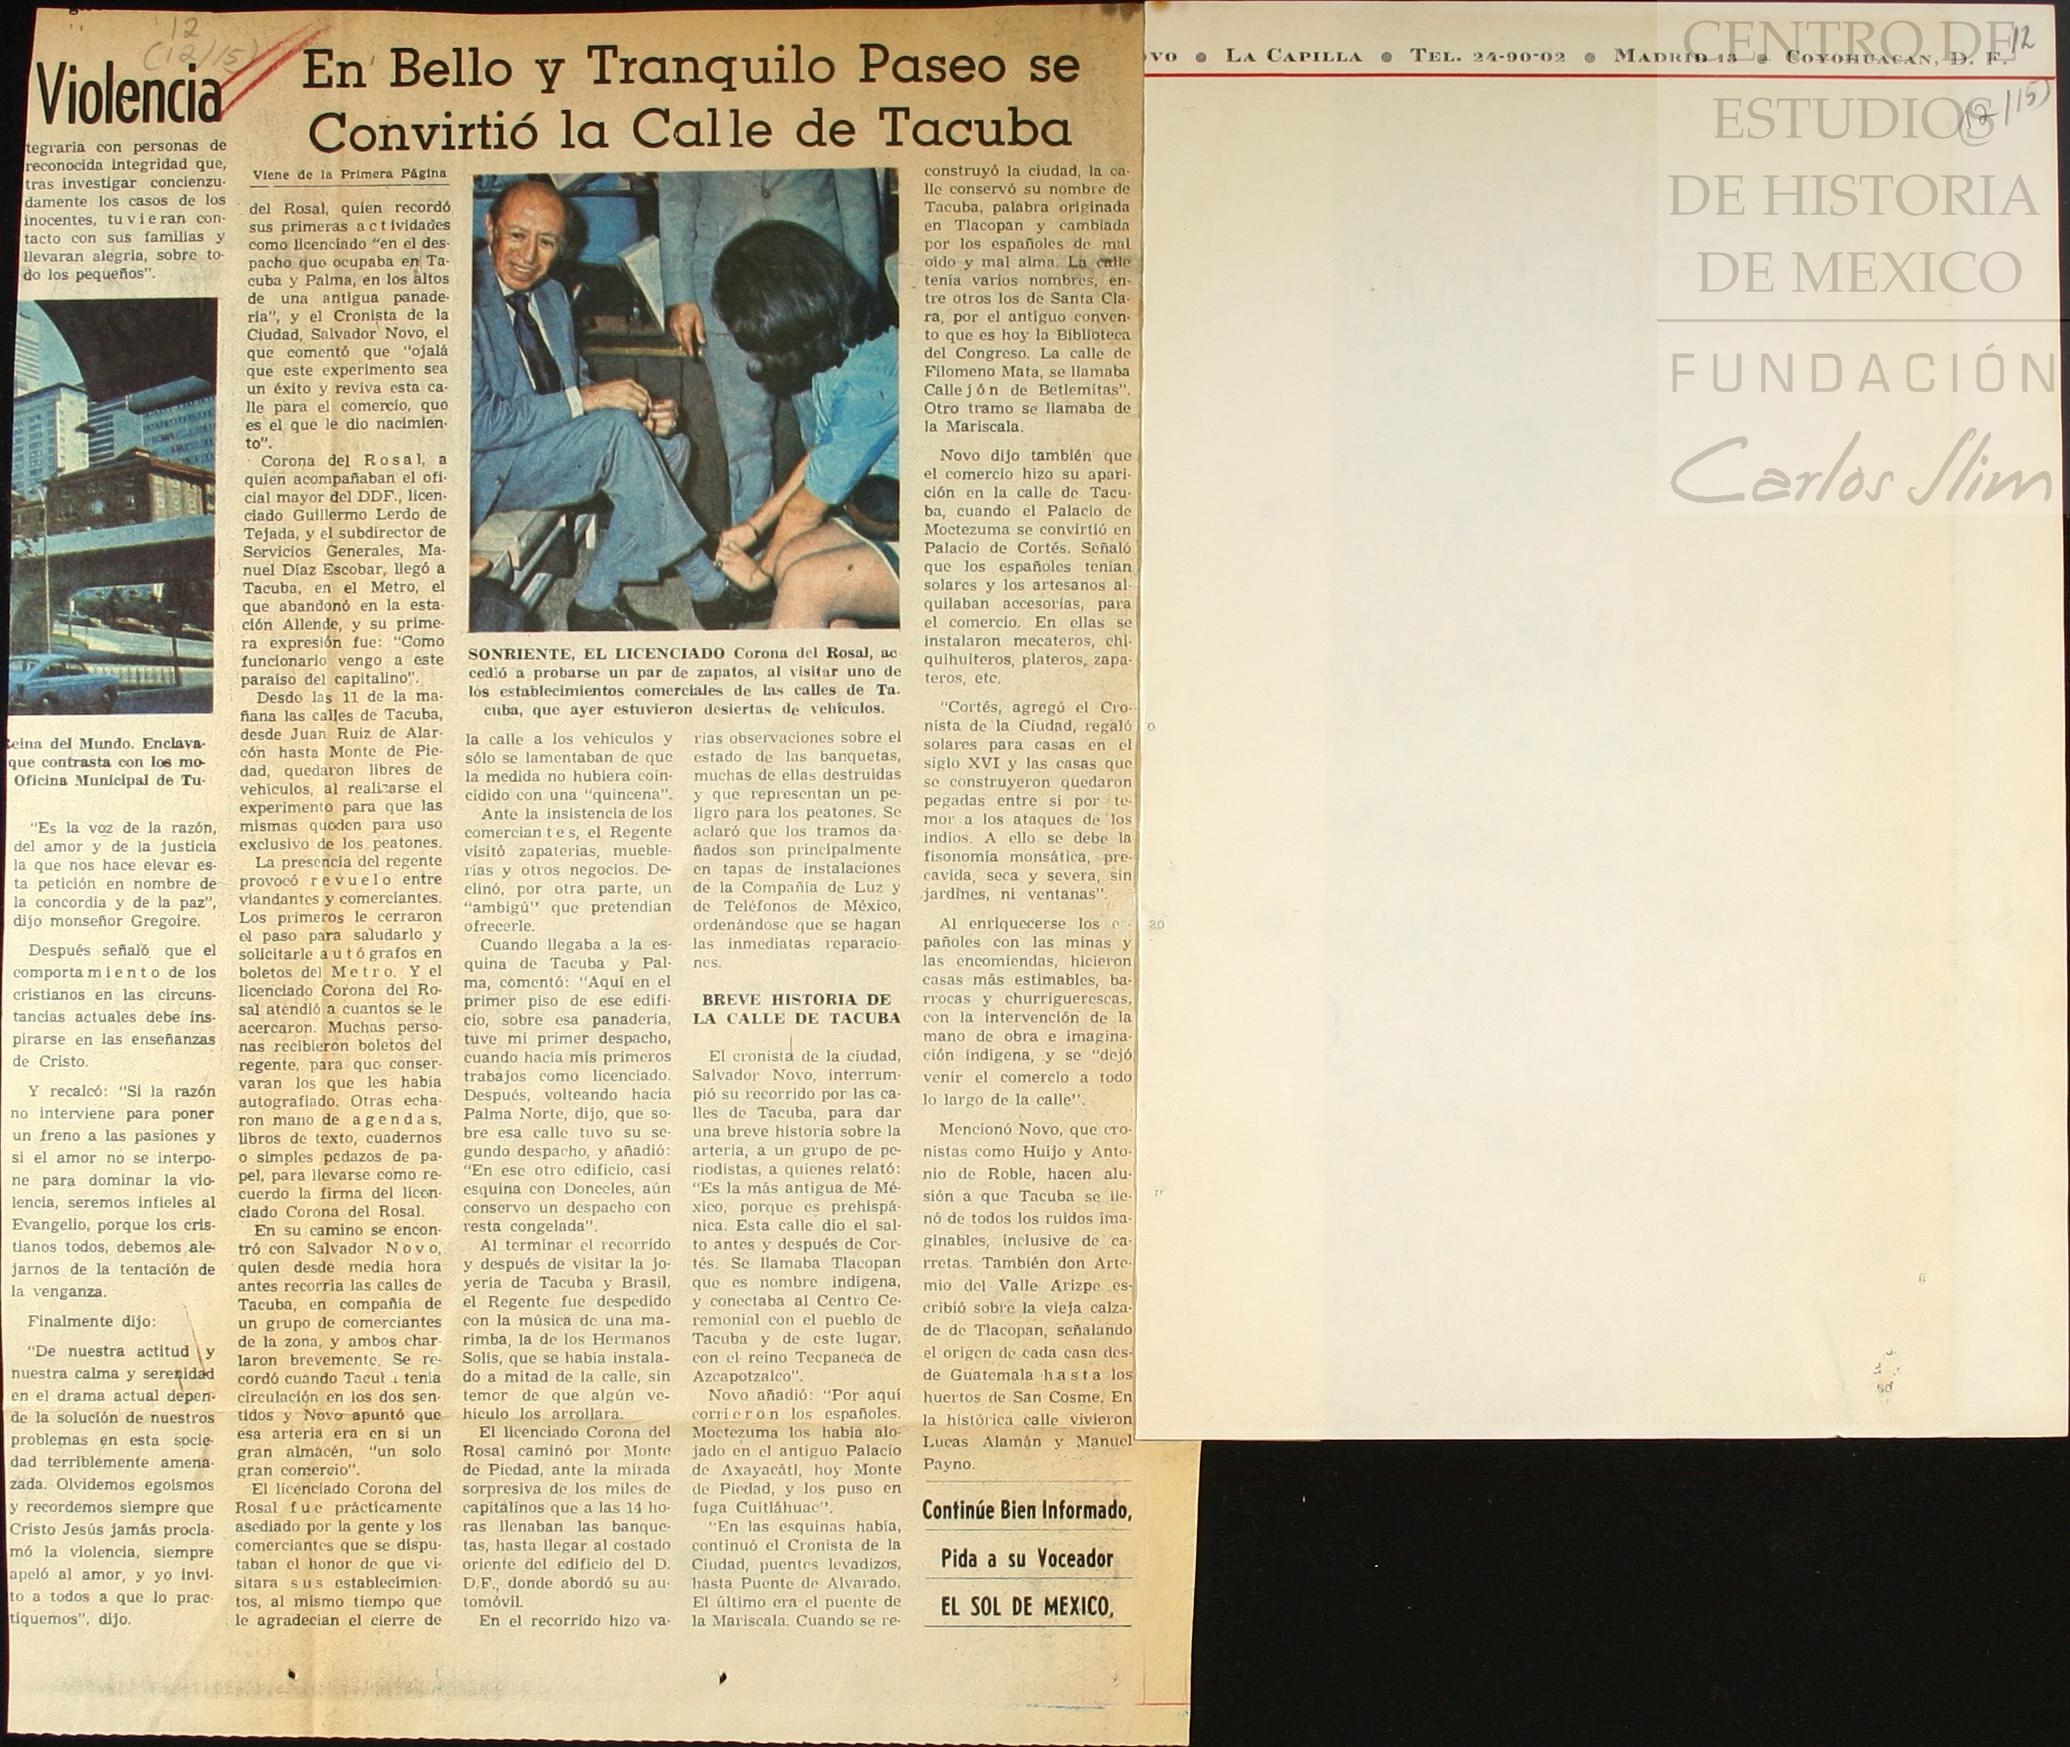 12
(12/15)
Violencia
tegraria con personas de
reconocida integridad que,
tras investigar concienzu-
damente los casos de los
inocentes, tuvieran con-
tacto con sus familias y
llevaran alegría, sobre to-
do los pequeños".
Reina del Mundo. Enclava-
que contrasta con los mo-
Oficina Municipal de Tu-
"Es la voz de la razón,
del amor y de la justicia
la que nos hace elevar es-
ta petición en nombre de
la concordia y de la paz",
dijo monseñor Gregoire.
Después señaló que el
comportamiento de los
cristianos en las circuns-
tancias actuales debe ins-
pirarse en las enseñanzas
de Cristo.
Y recalcó: "Si la razón
no interviene para poner
un freno a las pasiones y
si el amor no se interpo-
ne para dominar la vio-
lencia, seremos infieles al
Evangelio, porque los cris-
tianos todos, debemos ale-
jarnos de la tentación de
la venganza.
Finalmente dijo:
"De nuestra actitud y
nuestra calma y serenidad
en el drama actual depen-
de la solución de nuestros
problemas en esta socie-
dad terriblemente amena-
zada. Olvidemos egoísmos
y recordemos siempre que
Cristo Jesús jamás procla-
mó la violencia, siempre
apeló al amor, y yo invi-
to a todos a que lo prac-
tiquemos", dijo.
En Bello y Tranquilo Paseo se
Convirtió la Calle de Tacuba
Viene de la Primera Página
del Rosal, quien recordó
sus primeras actividades
como licenciado "en el des-
pacho que ocupaba en Ta-
cuba y Palma, en los altos
de una antigua panade-
ría", y el Cronista de la
Ciudad, Salvador Novo, el
que comentó que "ojalá
que este experimento sea
un éxito y reviva esta ca-
lle para el comercio, que
es el que le dio nacimien-
to".
Corona del Rosal, a
quien acompañaban el ofi-
cial mayor del DDF., licen-
ciado Guillermo Lerdo de
Tejada, y el subdirector de
Servicios Generales, Ma-
nuel Díaz Escobar, llegó a
Tacuba, en el Metro, el
que abandonó en la esta-
ción Allende, y su prime-
ra expresión fue: "Como
funcionario vengo a este
paraíso del capitalino".
Desdo las 11 de la ma-
ñana las calles de Tacuba,
desde Juan Ruiz de Alar-
cón hasta Monte de Pie-
dad, quedaron libres de
vehículos, al realizarse el
experimento para que las
mismas queden para uso
exclusivo de los peatones.
La presencia del regente
provocó revuelo entre
viandantes y comerciantes.
Los primeros le cerraron
el paso para saludarlo y
solicitarle autógrafos en
boletos del Metro. Y el
licenciado Corona del Ro-
sal atendió a cuantos se le
acercaron. Muchas perso-
nas recibieron boletos del
regente, para que conser-
varan los que les había
autografiado. Otras echa-
ron mano de agendas,
libros de texto, cuadernos
o simples pedazos de pa-
pel, para llevarse como re-
cuerdo la firma del licen-
ciado Corona del Rosal.
En su camino se encon-
tró con Salvador Novo,
quien desde media hora
antes recorría las calles de
Tacuba, en compañía de
un grupo de comerciantes
de la zona, y ambos char-
laron brevemente. Se re-
cordó cuando Tacuba tenía
circulación en los dos sen-
tidos y Novo apuntó que
esa arteria era en sí un
gran almacén, "un solo
gran comercio".
El licenciado Corona del
Rosal fue prácticamente
asediado por la gente y los
comerciantes que se dispu-
taban el honor de que vi-
sitara sus establecimien-
tos, al mismo tiempo que
le agradecían el cierre de
SONRIENTE, EL LICENCIADO Corona del Rosal, ac
cedió a probarse un par de zapatos, al visitar uno de
los establecimientos comerciales de las calles de Ta-
cuba, que ayer estuvieron desiertas de vehículos.
la calle a los vehículos y
sólo se lamentaban de que
la medida no hubiera coin-
cidido con una "quincena".
Ante la insistencia de los
comerciantes, el Regente
visitó zapaterías, mueble-
rías y otros negocios. De-
clinó, por otra parte, un
"ambigú" que pretendían
ofrecerle.
Cuando llegaba a la es-
quina de Tacuba y Pal-
ma, comentó: "Aquí en el
primer piso de ese edifi-
cio, sobre esa panadería,
tuve mi primer despacho,
cuando hacía mis primeros
trabajos como licenciado.
Después, volteando hacia
Palma Norte, dijo, que so-
bre esa calle tuvo su se-
gundo despacho, y añadió:
"En ese otro edificio, casi
esquina con Donceles, aún
conservo un despacho con
resta congelada".
Al terminar el recorrido
y después de visitar la jo-
yería de Tacuba y Brasil,
el Regente fue despedido
con la música de una ma-
rimba, la de los Hermanos
Solís, que se había instala-
do a mitad de la calle, sin
temor de que algún ve-
hículo los arrollara.
El licenciado Corona del
Rosal caminó por Monte
de Piedad, ante la mirada
sorpresiva de los miles de
capitalinos que a las 14 ho-
ras llenaban las banque-
tas, hasta llegar al costado
oriente del edificio del D.
D.F., donde abordó su au-
tomóvil.
En el recorrido hizo va-
rias observaciones sobre el
estado de las banquetas,
muchas de ellas destruidas
y que representan un pe-
ligro para los peatones. Se
aclaró que los tramos da-
ñados son principalmente
en tapas de instalaciones
de la Compañía de Luz y
de Teléfonos de México,
ordenándose que se hagan
las inmediatas reparacio-
nes.
BREVE HISTORIA DE
LA CALLE DE TACUBA
El cronista de la ciudad,
Salvador Novo, interrum-
pió su recorrido por las ca-
lles de Tacuba, para dar
una breve historia sobre la
arteria, a un grupo de pe-
riodistas, a quienes relató:
"Es la más antigua de Mé-
xico, porque es prehispá-
nica. Esta calle dio el sal-
to antes y después de Cor-
tés. Se llamaba Tlacopan
que es nombre indígena,
y conectaba al Centro Ce-
remonial con el pueblo de
Tacuba y de este lugar,
con el reino Tecpaneca de
Azcapotzalco".
Novo añadió: "Por aquí
corrieron los españoles.
Moctezuma los había alo-
jado en el antiguo Palacio
de Axayacátl, hoy Monte
de Piedad, y los puso en
fuga Cuitláhuac".
"En las esquinas había,
continuó el Cronista de la
Ciudad, puentes levadizos,
hasta Puente de Alvarado.
El último era el puente de
la Mariscala. Cuando se re-
construyó la ciudad, la ca-
lle conservó su nombre de
Tacuba, palabra originada
en Tlacopan y cambiada
por los españoles de mal
oído y mal alma. La calle
tenía varios nombres, en-
tre otros los de Santa Cla-
ra, por el antiguo conven-
to que es hoy la Biblioteca
del Congreso. La calle de
Filomeno Mata, se llamaba
Callejón de Betlemitas".
Otro tramo se llamaba de
la Mariscala.
Novo dijo también que
el comercio hizo su apari-
ción en la calle de Tacu-
ba, cuando el Palacio de
Moctezuma se convirtió en
Palacio de Cortés. Señaló
que los españoles tenían
solares y los artesanos al-
quilaban accesorias, para
el comercio. En ellas se
instalaron mecateros, chi-
quihuiteros, plateros, zapa-
teros, etc.
"Cortés, agregó el Cro-
nista de la Ciudad, regaló
solares para casas en el
siglo XVI y las casas que
se construyeron quedaron
pegadas entre sí por te-
mor a los ataques de los
indios. A ello se debe la
fisonomía monsática, pre-
cavida, seca y severa, sin
jardines, ni ventanas".
Al enriquecerse los es-
pañoles con las minas y
las encomiendas, hicieron
casas más estimables, ba-
rrocas y churriguerescas,
con la intervención de la
mano de obra e imagina-
ción indígena, y se "dejó
venir el comercio a todo
lo largo de la calle".
Mencionó Novo, que cro-
nistas como Huijo y Anto-
nio de Roble, hacen alu-
sión a que Tacuba se lle-
nó de todos los ruidos ima-
ginables, inclusive de ca-
rretas. También don Arte-
mio del Valle Arizpe es-
cribió sobre la vieja calza-
de de Tlacopan, señalando
el origen de cada casa des-
de Guatemala hasta los
huertos de San Cosme. En
la histórica calle vivieron
Lucas Alamán y Manuel
Payno.
Continúe Bien Informado,
Pida a su Voceador
EL SOL DE MEXICO,
VO • LA CAPILLA • TEL. 24-90-02 • MADRID 13 • COYOHUACAN, D. F.
12
(12/15)
CENTRO DE
ESTUDIOS
DE HISTORIA
DE MEXICO
FUNDACIÓN
Carlos Slim